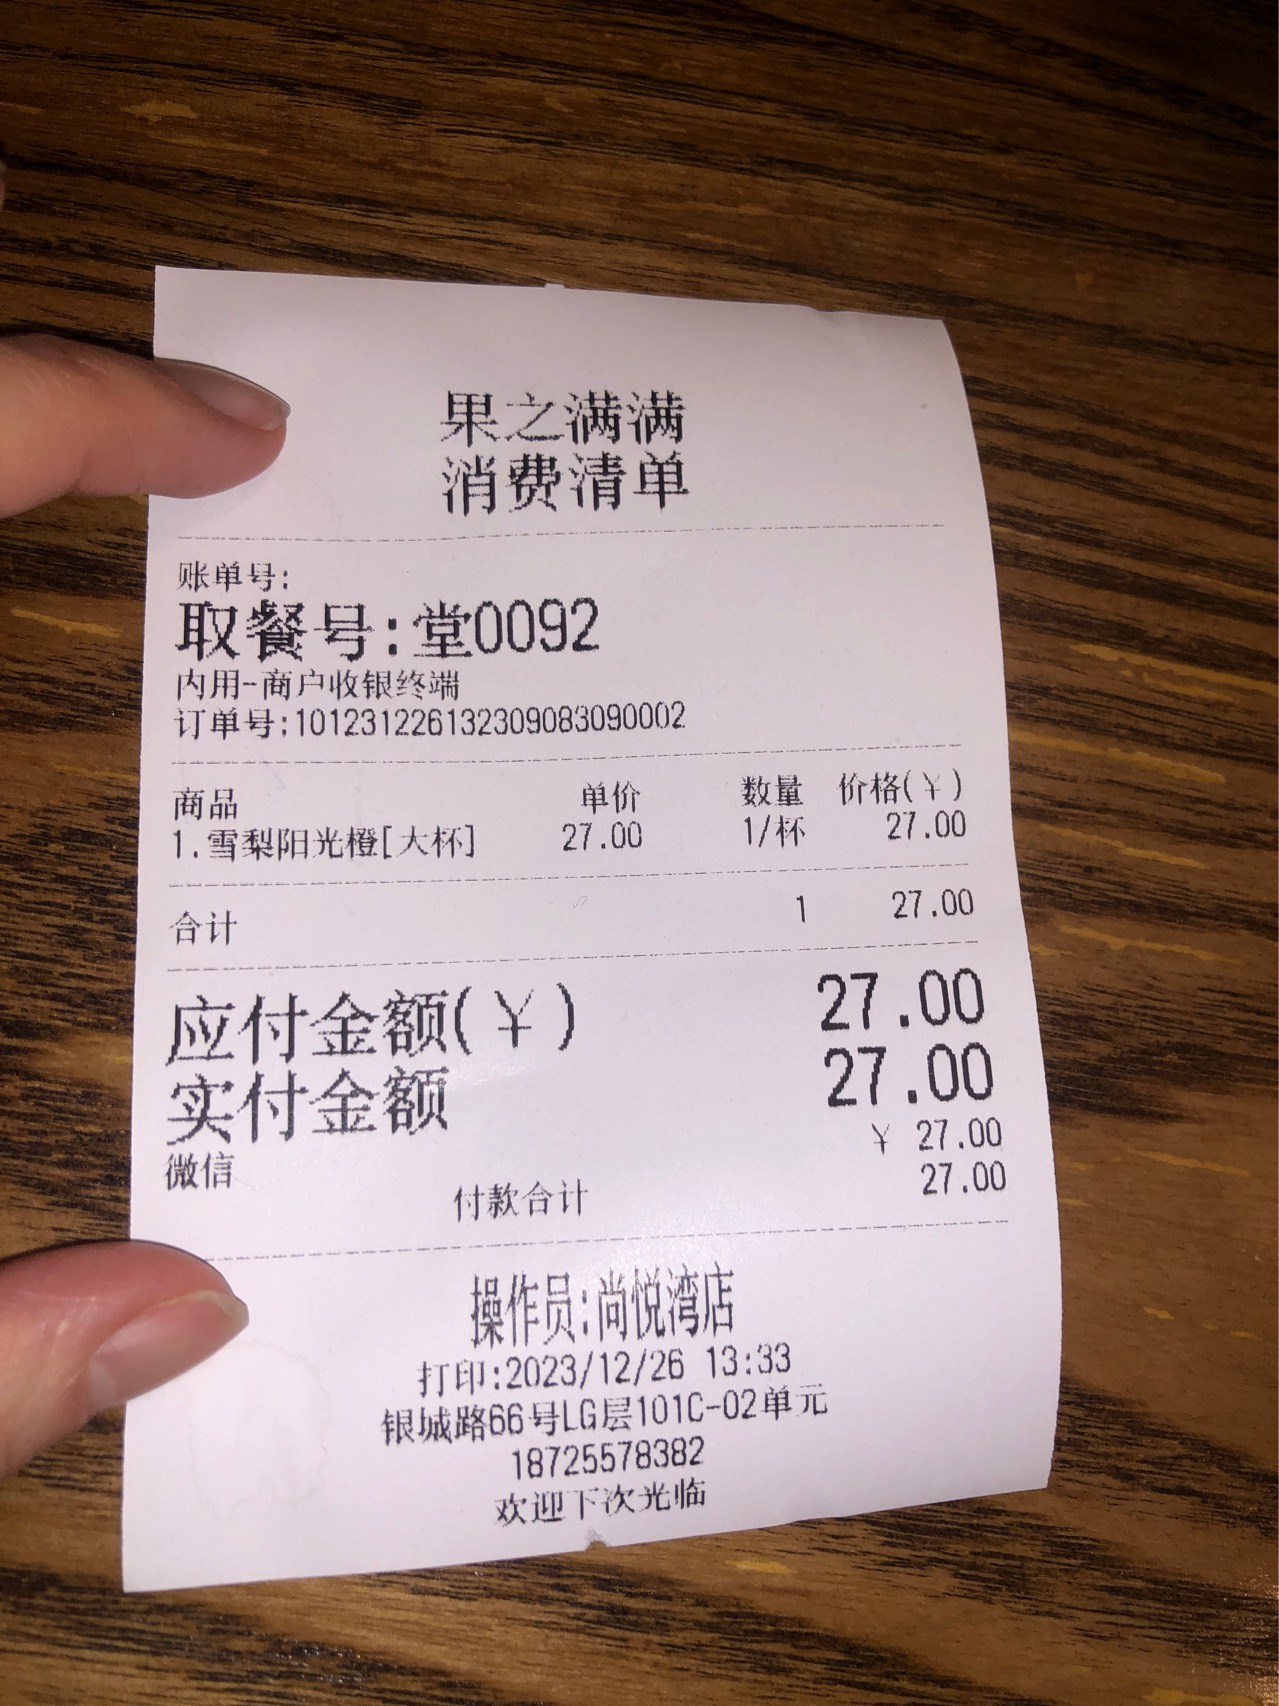 果之满满
消费清单
账单号:
取餐号:堂0092
内用-商户收银终端
订单号:101231226132309083090002
商品 单价 数量 价格(¥)
1.雪梨阳光橙[大杯] 27.00 1/杯 27.00
合计 1 27.00
应付金额(¥) 27.00
实付金额 27.00
微信 ¥ 27.00
付款合计 27.00
操作员:尚悦湾店
打印:2023/12/26 13:33
银城路66号LG层101C-02单元
18725578382
欢迎下次光临